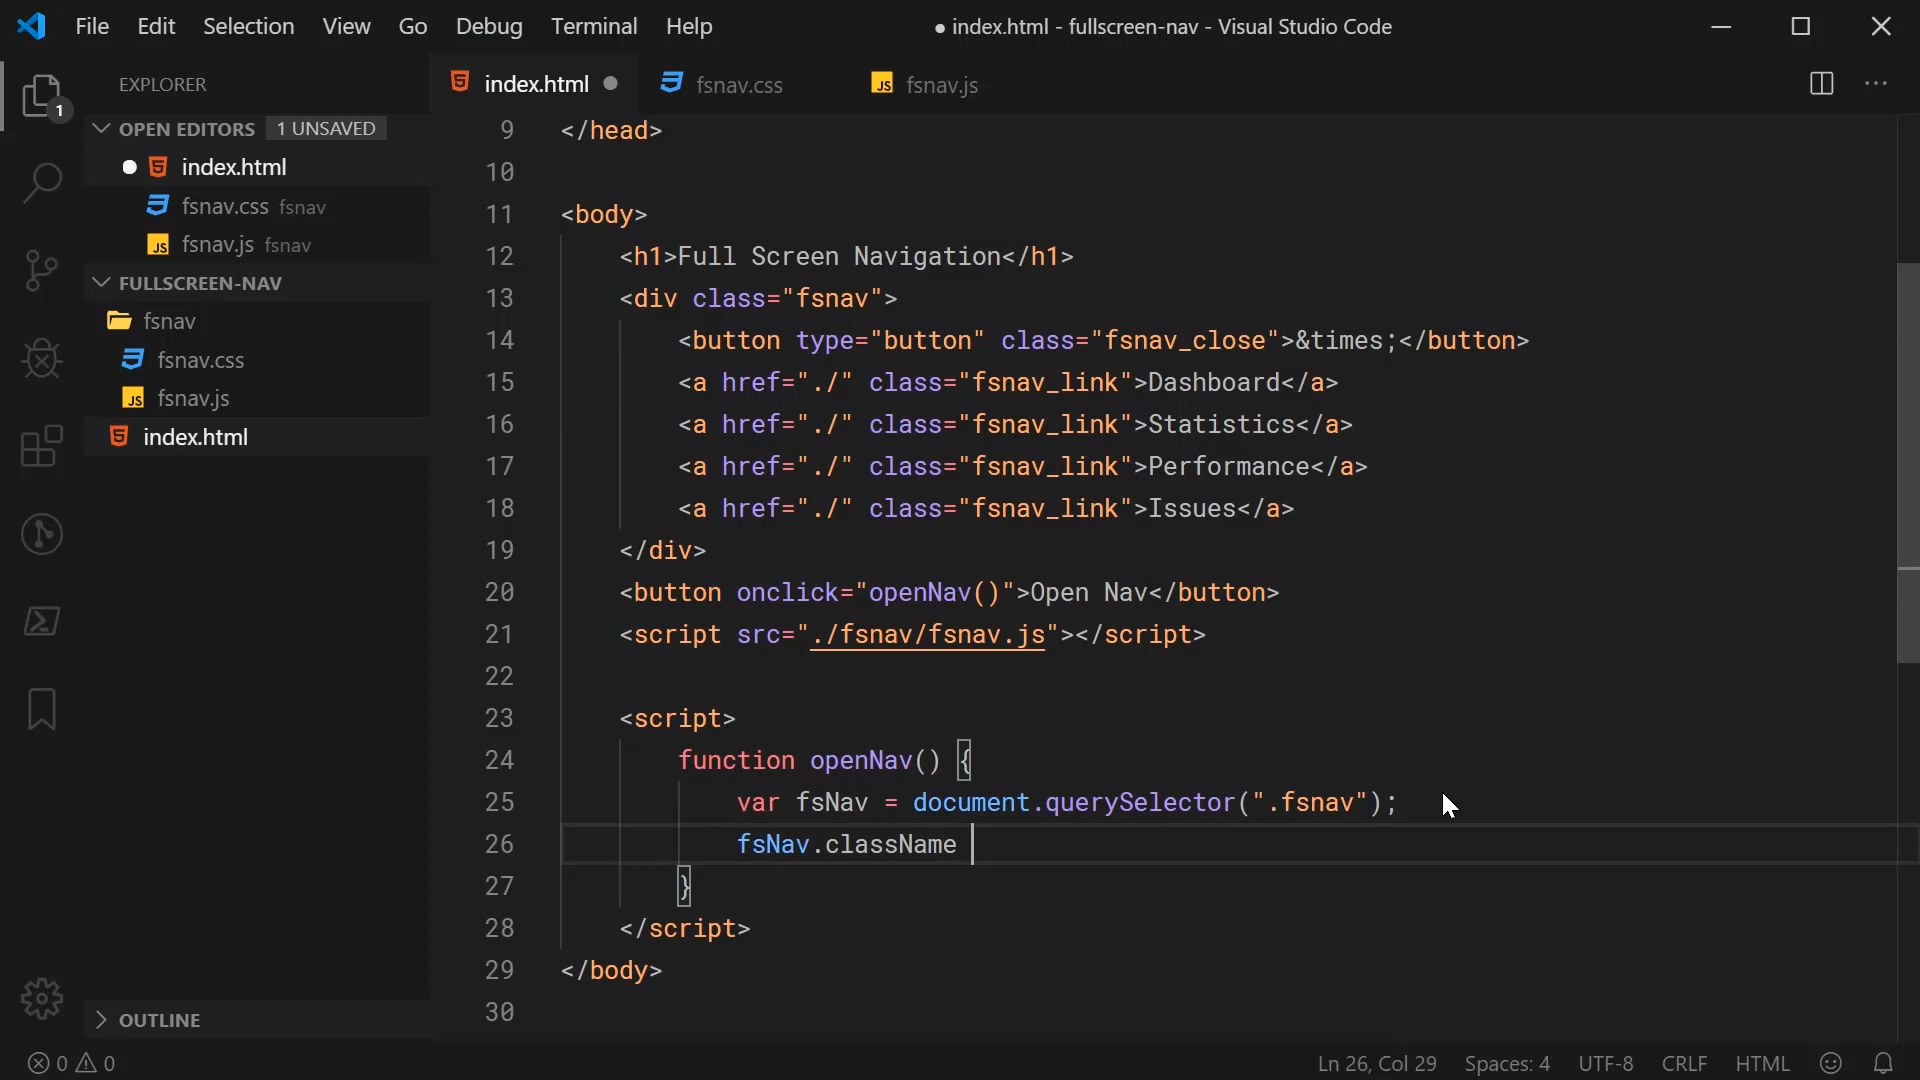 File Edit Selection View Go Debug Terminal Help
● index.html - fullscreen-nav - Visual Studio Code
EXPLORER
1
OPEN EDITORS 1 UNSAVED
index.html
fsnav.css fsnav
JS fsnav.js fsnav
FULLSCREEN-NAV
fsnav
fsnav.css
JS fsnav.js
index.html
OUTLINE
index.html
fsnav.css
JS fsnav.js
9 </head>
10
11 <body>
12 <h1>Full Screen Navigation</h1>
13 <div class="fsnav">
14 <button type="button" class="fsnav_close">&times;</button>
15 <a href="./" class="fsnav_link">Dashboard</a>
16 <a href="./" class="fsnav_link">Statistics</a>
17 <a href="./" class="fsnav_link">Performance</a>
18 <a href="./" class="fsnav_link">Issues</a>
19 </div>
20 <button onclick="openNav()">Open Nav</button>
21 <script src="./fsnav/fsnav.js"></script>
22
23 <script>
24 function openNav() {
25 var fsNav = document.querySelector(".fsnav");
26 fsNav.className
27 }
28 </script>
29 </body>
30
0 0
Ln 26, Col 29 Spaces: 4 UTF-8 CRLF HTML